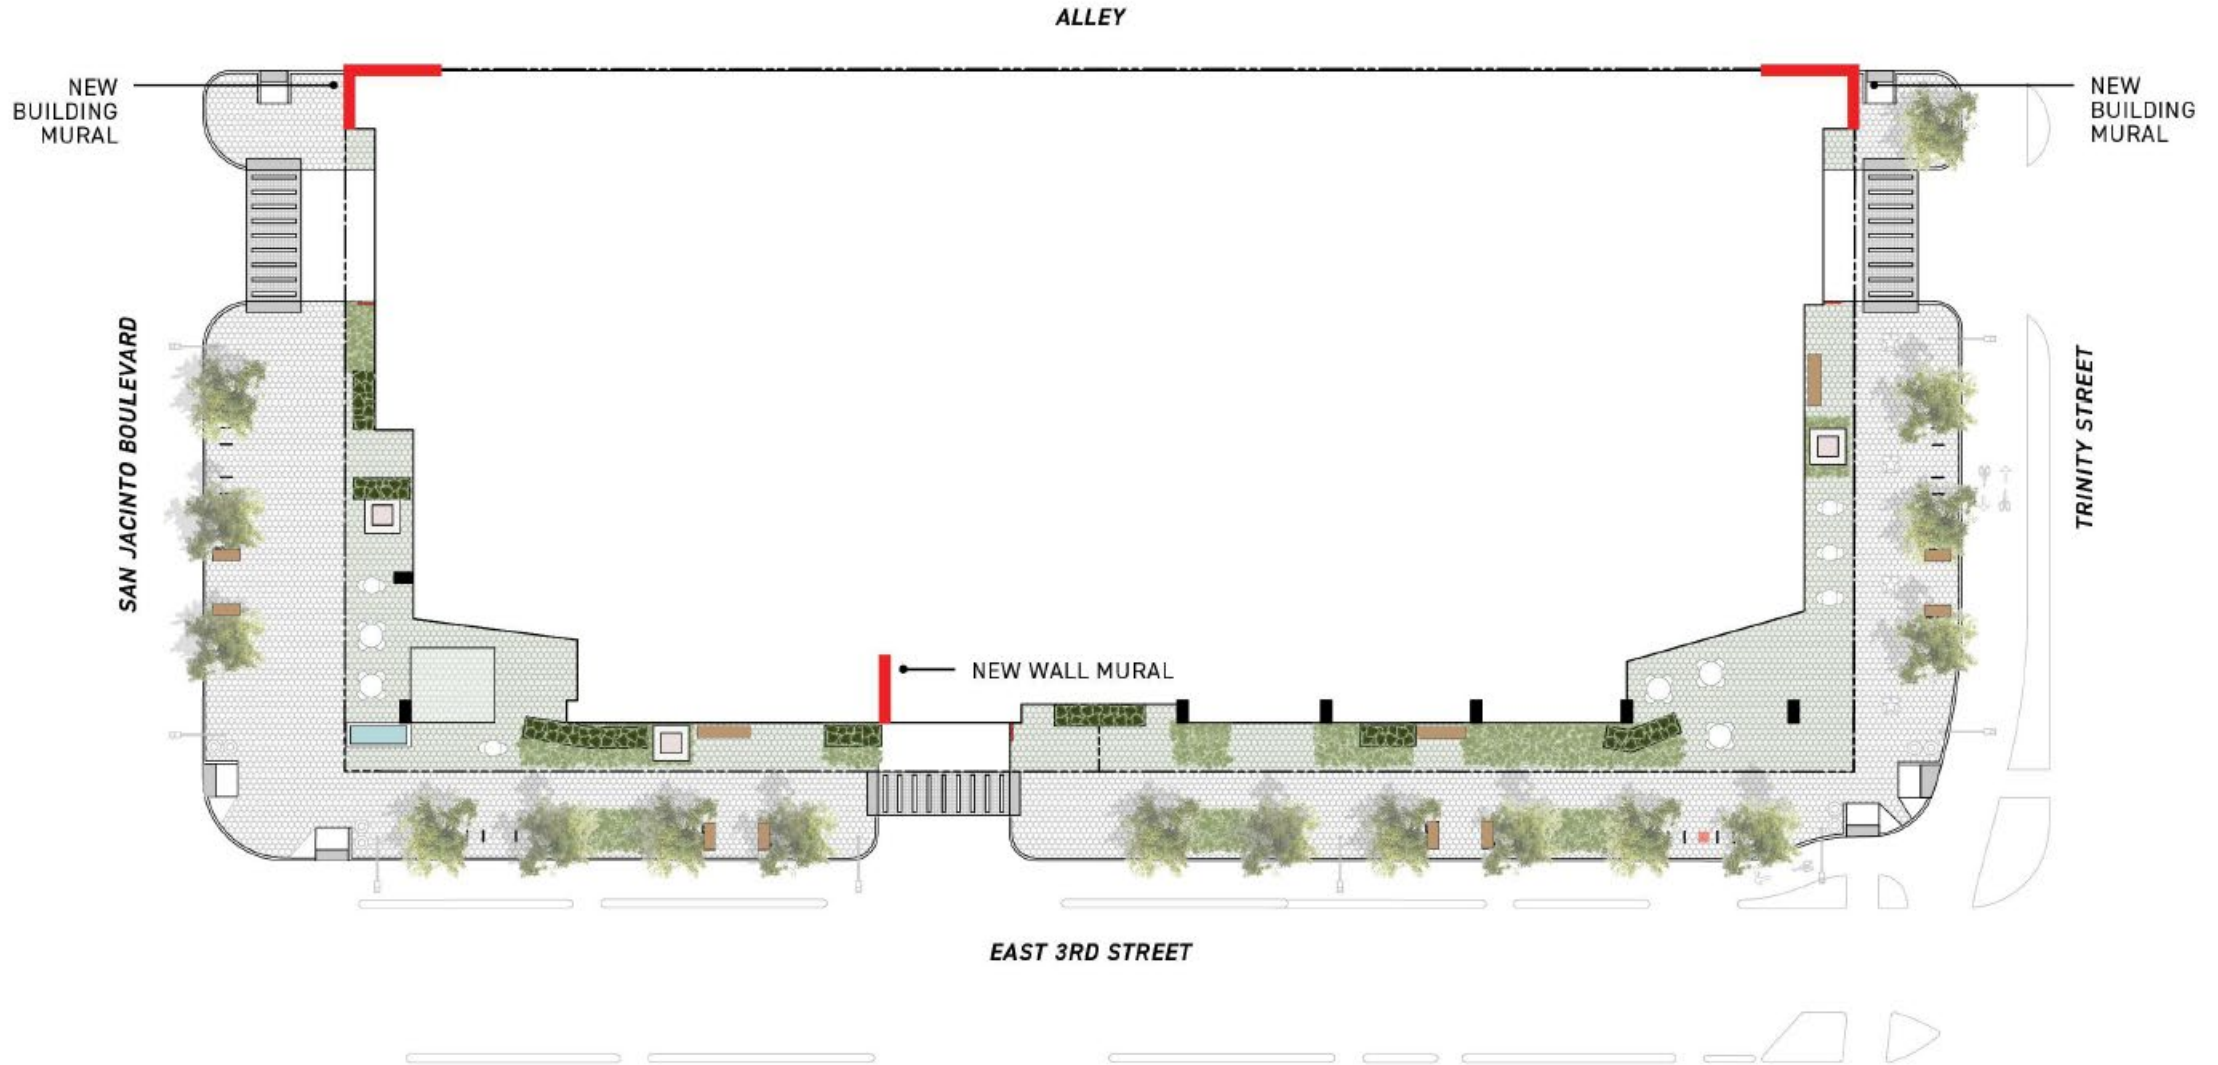 ALLEY
NEW
BUILDING
MURAL
NEW
BUILDING
MURAL
SAN JACINTO BOULEVARD
TRINITY STREET
NEW WALL MURAL
EAST 3RD STREET